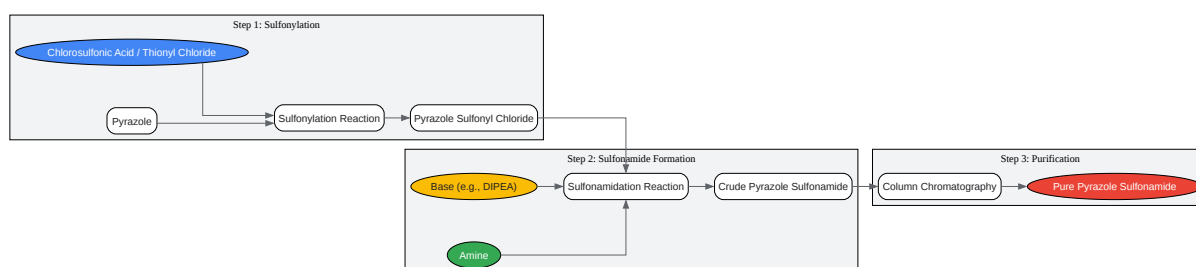 Step 1: Sulfonylation
Chlorosulfonic Acid / Thionyl Chloride
Pyrazole
Sulfonylation Reaction
Pyrazole Sulfonyl Chloride
Step 2: Sulfonamide Formation
Base (e.g., DIPEA)
Sulfonamidation Reaction
Crude Pyrazole Sulfonamide
Amine
Step 3: Purification
Column Chromatography
Pure Pyrazole Sulfonamide